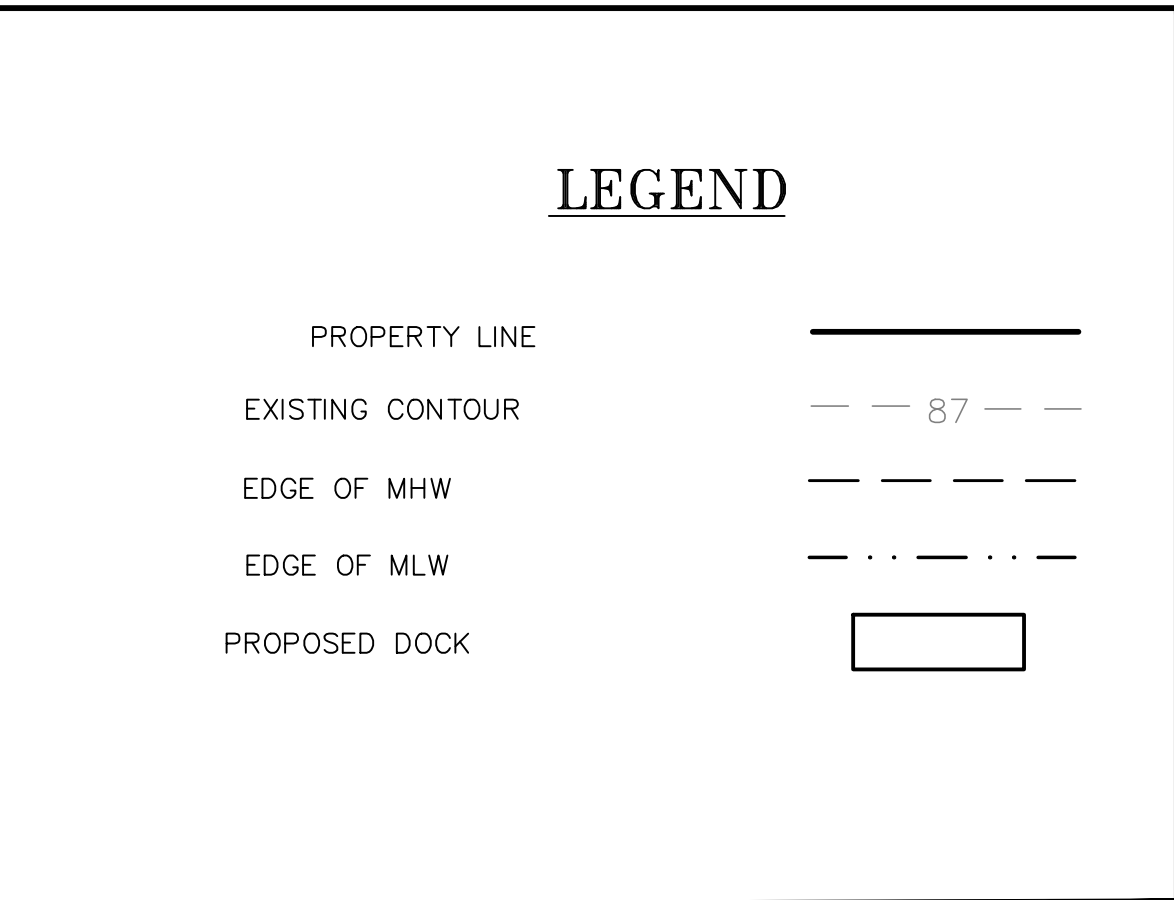 LEGEND
PROPERTY LINE
EXISTING CONTOUR 87
EDGE OF MHW
EDGE OF MLW
PROPOSED DOCK